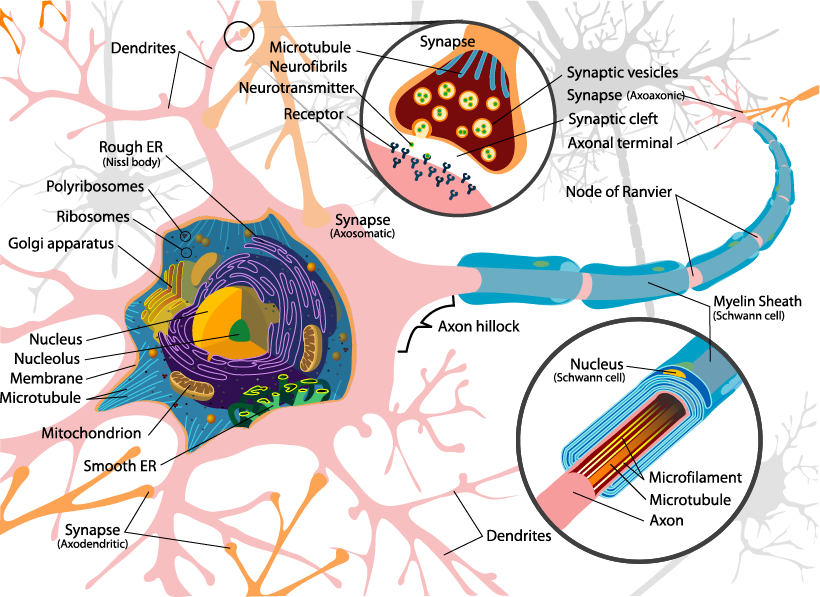 Dendrites
Microtubule
Neurofibrils
Neurotransmitter
Receptor
Synapse
Synaptic vesicles
Synapse (Axoaxonic)
Synaptic cleft
Axonal terminal
Rough ER
(Nissl body)
Polyribosomes
Ribosomes
Golgi apparatus
Synapse
(Axosomatic)
Node of Ranvier
Myelin Sheath
(Schwann cell)
Axon hillock
Nucleus
Nucleolus
Membrane
Microtubule
Mitochondrion
Smooth ER
Synapse
(Axodendritic)
Dendrites
Nucleus
(Schwann cell)
Microfilament
Microtubule
Axon